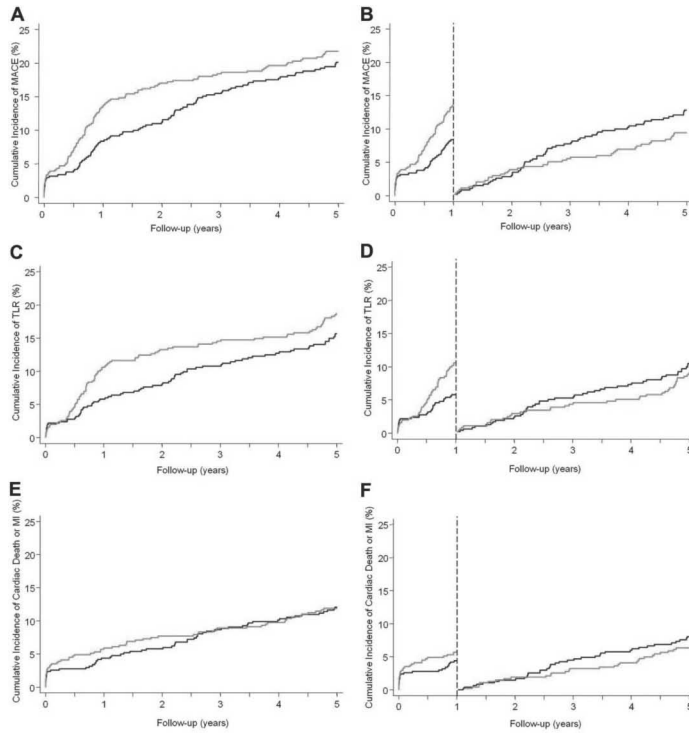 A
Cumulative Incidence of MACE (%)
25
20
15
10
5
0
0 1 2 3 4 5
Follow-up (years)
B
Cumulative Incidence of MACE (%)
25
20
15
10
5
0
0 1 2 3 4 5
Follow-up (years)
C
Cumulative Incidence of TLR (%)
25
20
15
10
5
0
0 1 2 3 4 5
Follow-up (years)
D
Cumulative Incidence of TLR (%)
25
20
15
10
5
0
0 1 2 3 4 5
Follow-up (years)
E
Cumulative Incidence of Cardiac Death or MI (%)
25
20
15
10
5
0
0 1 2 3 4 5
Follow-up (years)
F
Cumulative Incidence of Cardiac Death or MI (%)
25
20
15
10
5
0
0 1 2 3 4 5
Follow-up (years)